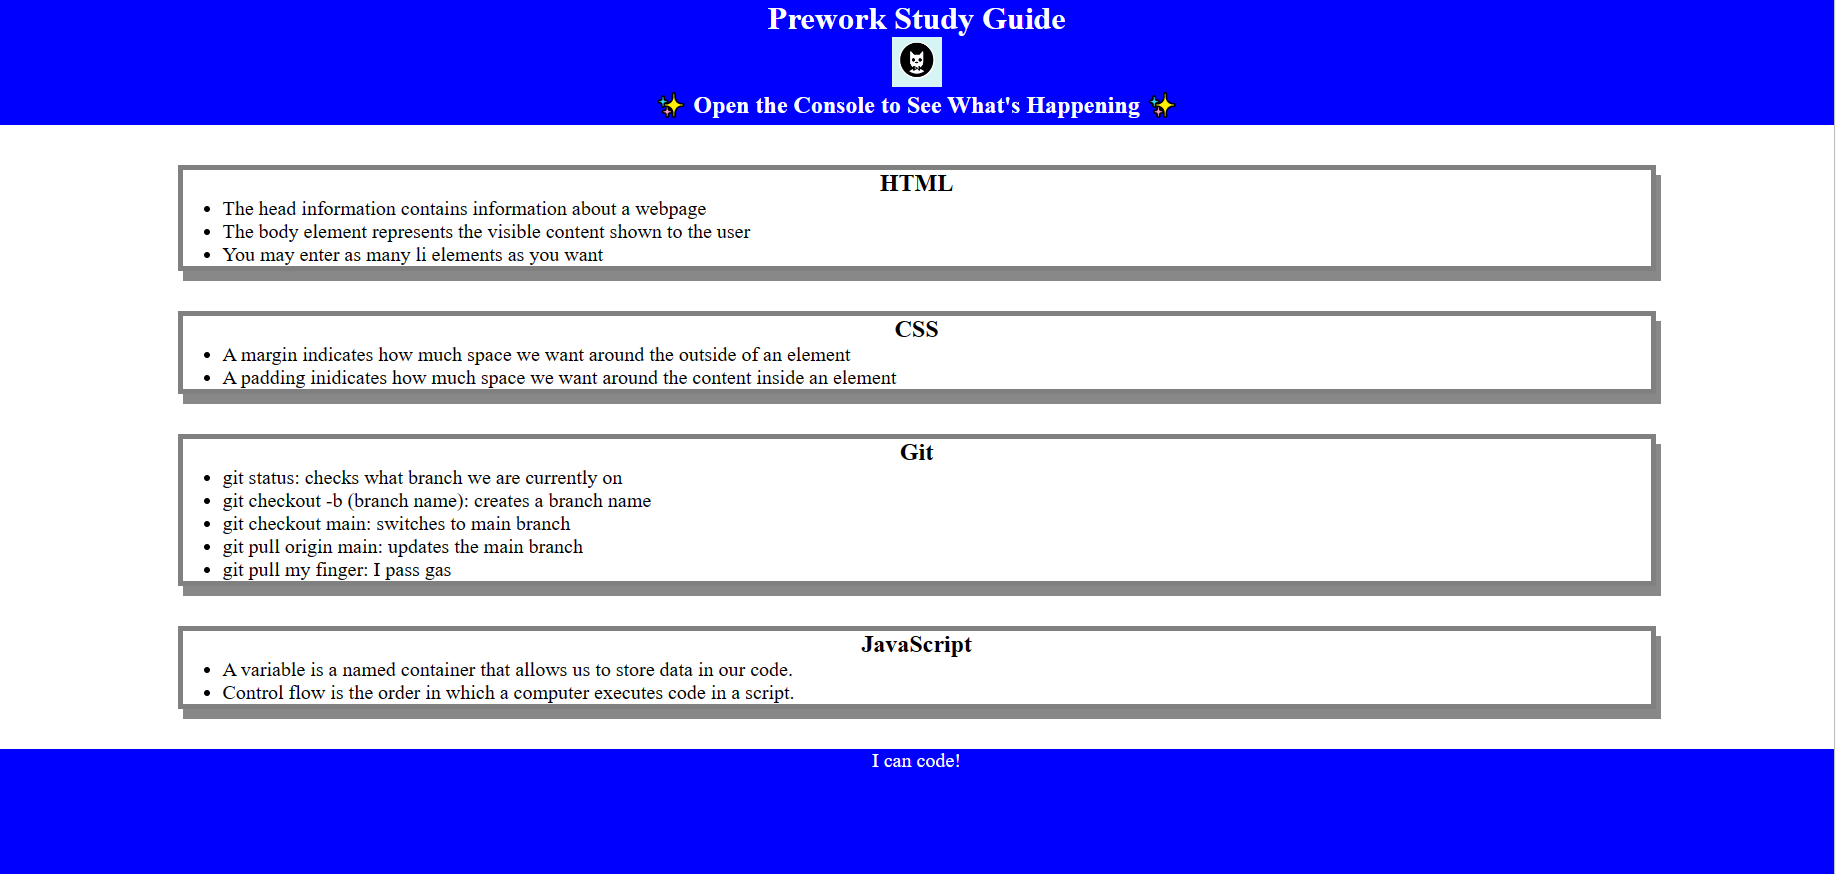 Prework Study Guide
✨ Open the Console to See What's Happening ✨
HTML
• The head information contains information about a webpage
• The body element represents the visible content shown to the user
• You may enter as many li elements as you want
CSS
• A margin indicates how much space we want around the outside of an element
• A padding inidicates how much space we want around the content inside an element
Git
• git status: checks what branch we are currently on
• git checkout -b (branch name): creates a branch name
• git checkout main: switches to main branch
• git pull origin main: updates the main branch
• git pull my finger: I pass gas
JavaScript
• A variable is a named container that allows us to store data in our code.
• Control flow is the order in which a computer executes code in a script.
I can code!